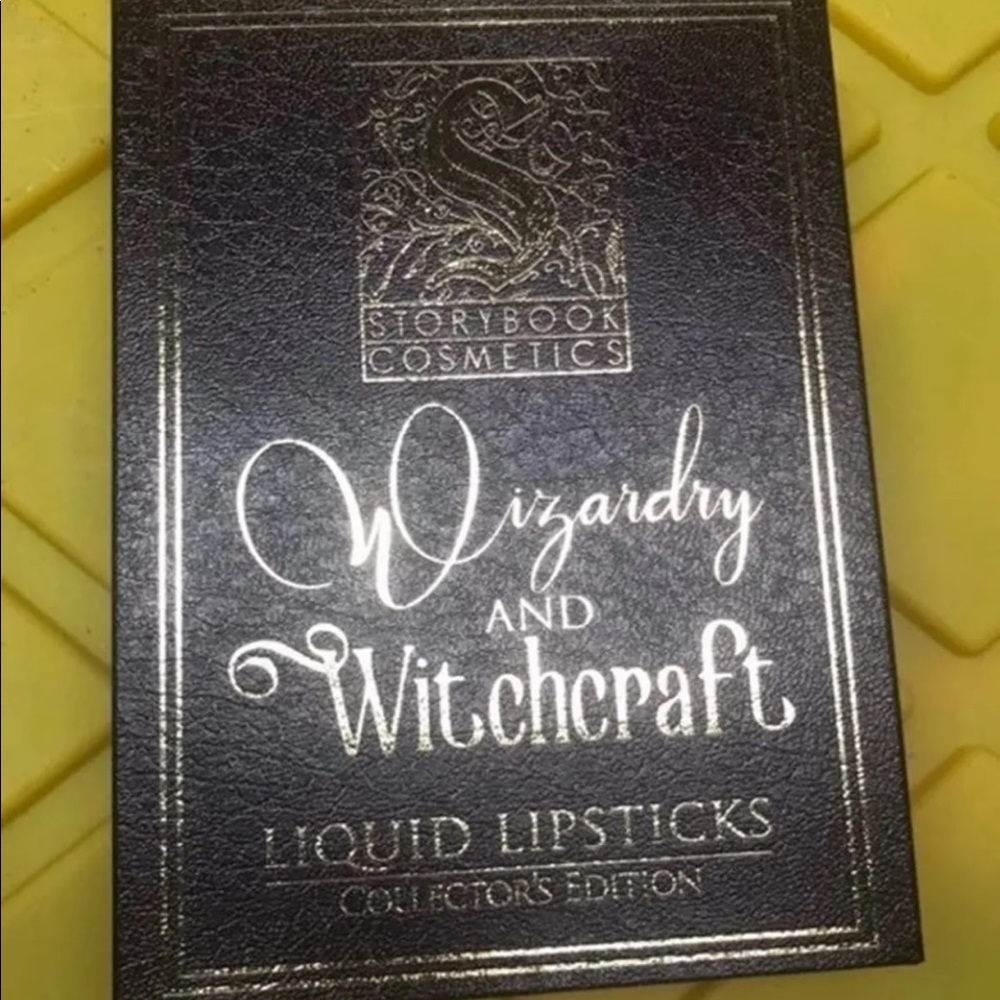 STORYBOOK
COSMETICS
Wizardry
AND
Witchcraft
LIQUID LIPSTICKS
COLLECTOR'S EDITION